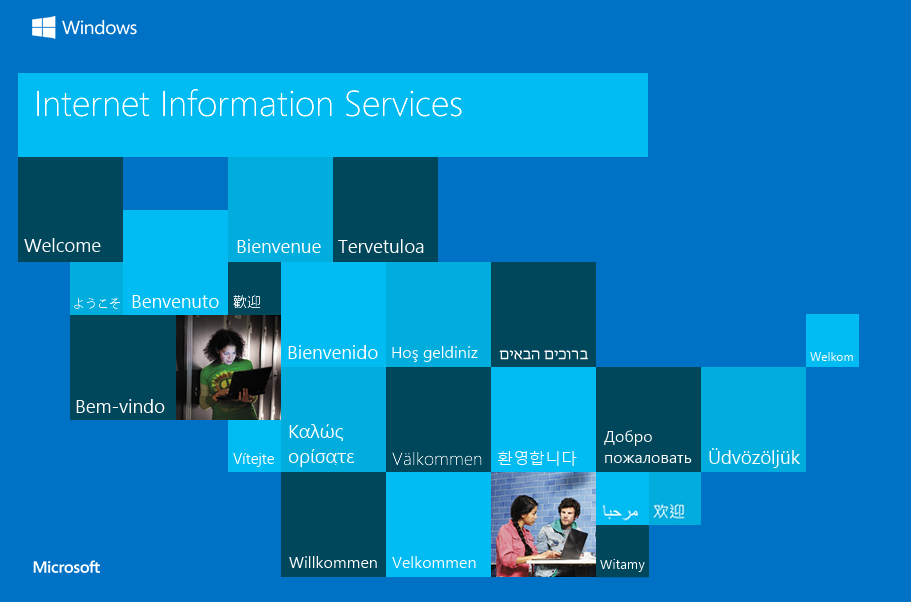 Windows
Internet Information Services
Welcome
Bienvenue
Tervetuloa
ようこそ
Benvenuto
歡迎
Bienvenido
Hoş geldiniz
ברוכים הבאים
Welkom
Bem-vindo
Vítejte
Καλώς
ορίσατε
Välkommen
환영합니다
Добро
пожаловать
Üdvözöljük
مرحبا
欢迎
Willkommen
Velkommen
Witamy
Microsoft